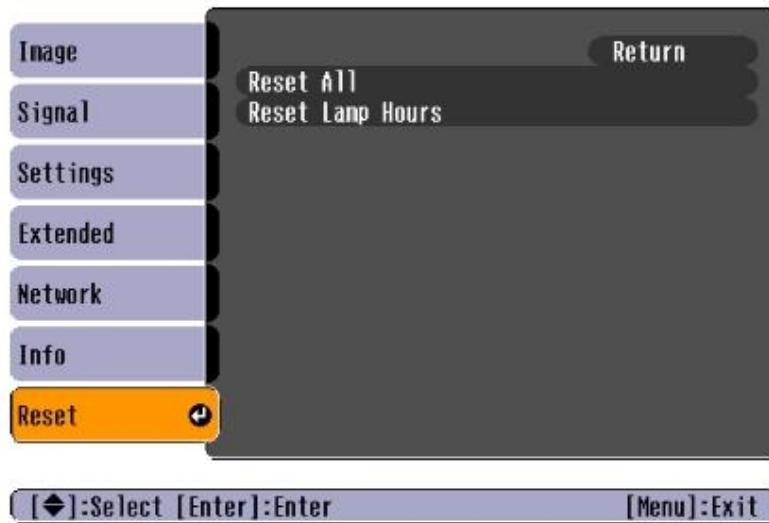 Image
Signal
Settings
Extended
Network
Info
Reset
Return
Reset All
Reset Lamp Hours
[◆]:Select [Enter]:Enter [Menu]:Exit